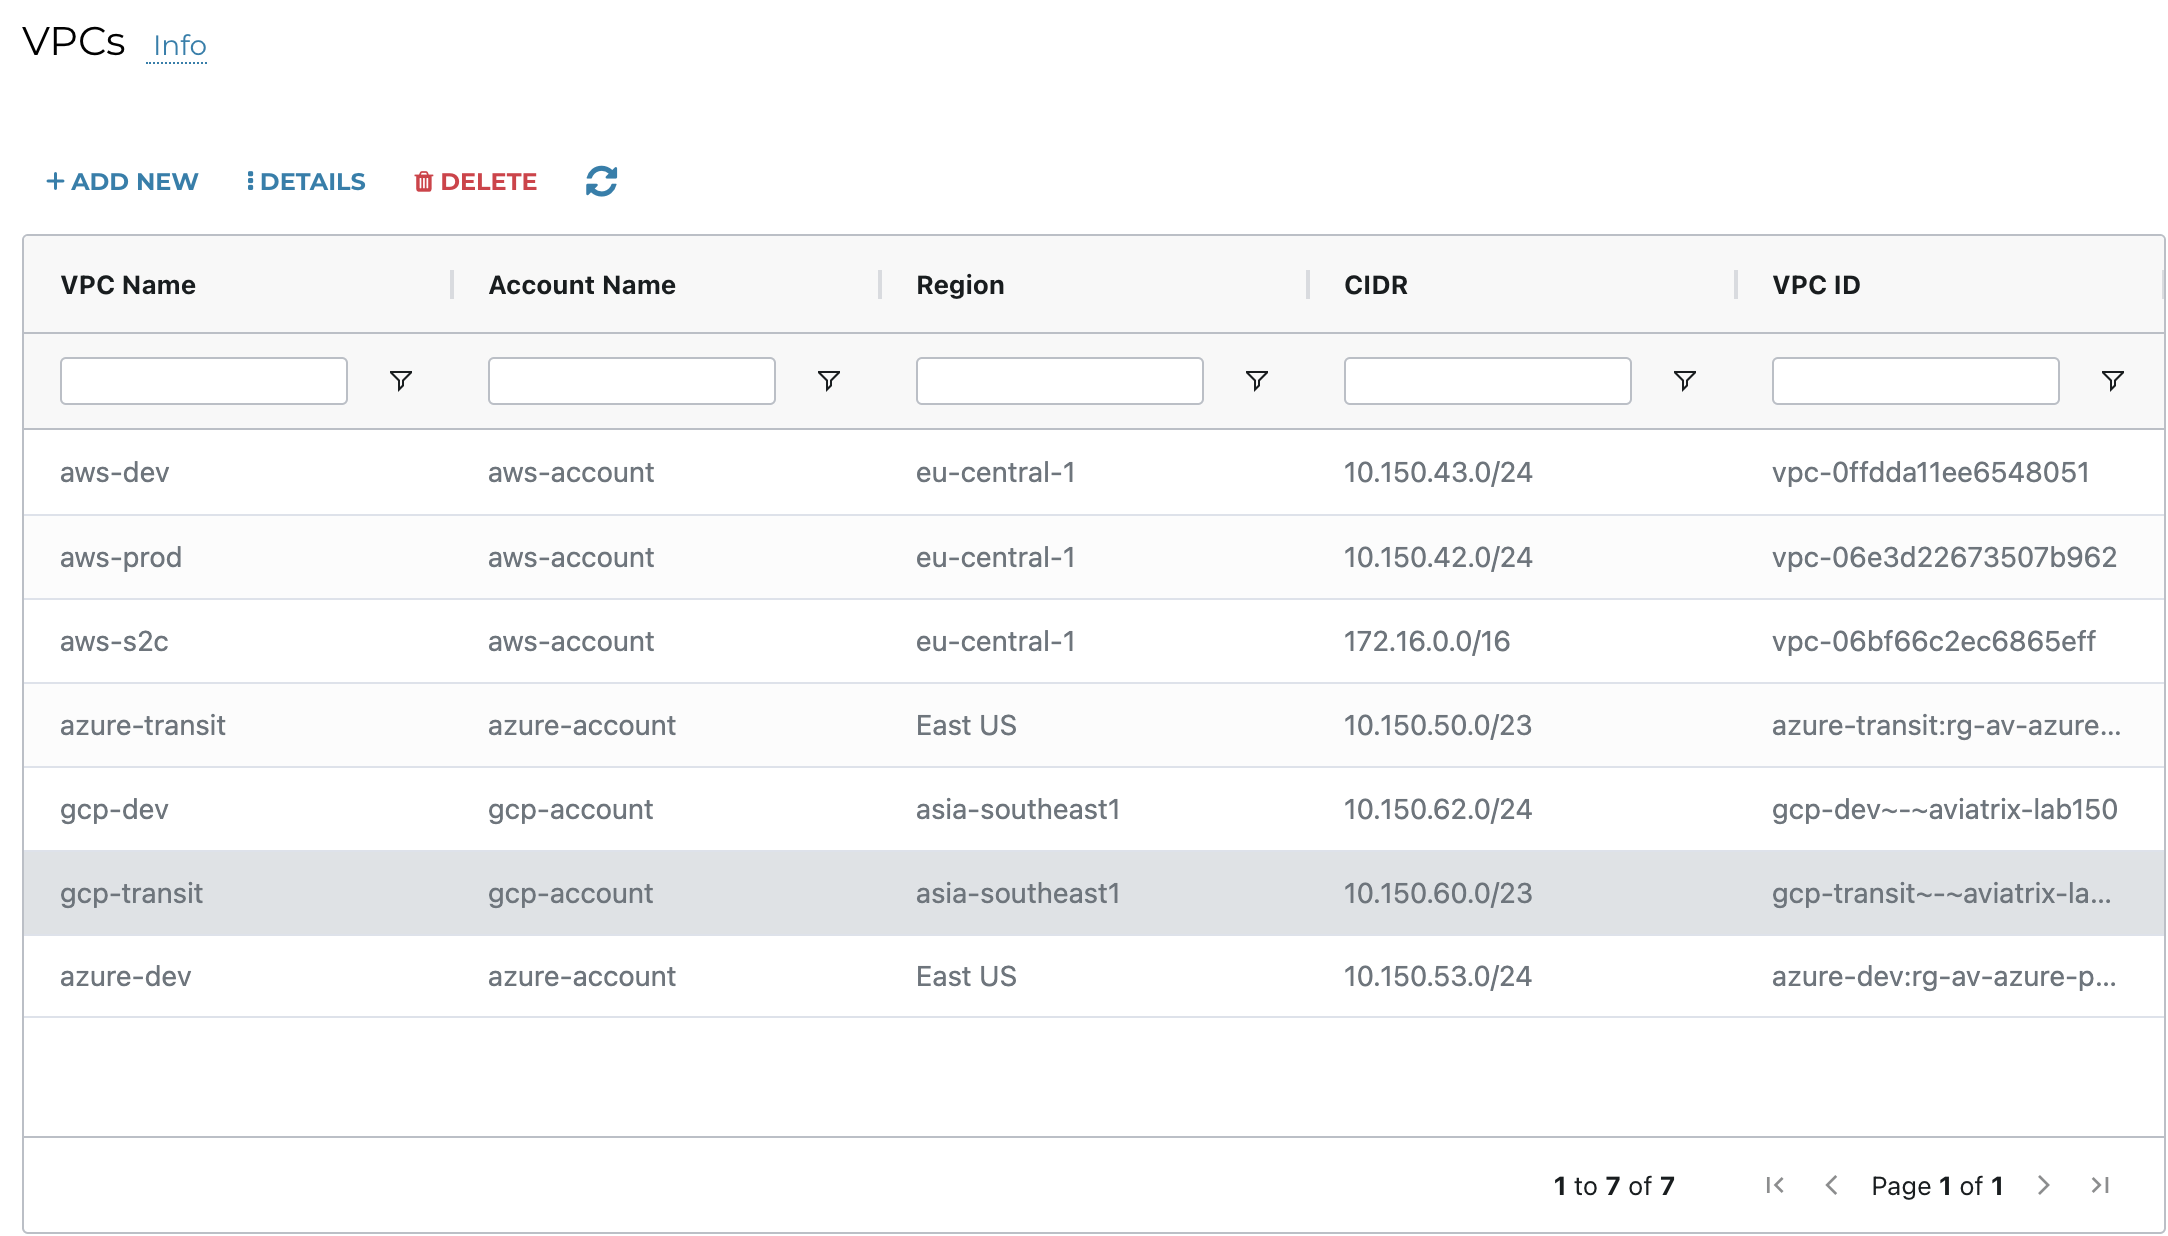 VPCs Info
+ ADD NEW DETAILS DELETE
VPC Name Account Name Region CIDR VPC ID
aws-dev aws-account eu-central-1 10.150.43.0/24 vpc-0ffdda11ee6548051
aws-prod aws-account eu-central-1 10.150.42.0/24 vpc-06e3d22673507b962
aws-s2c aws-account eu-central-1 172.16.0.0/16 vpc-06bf66c2ec6865eff
azure-transit azure-account East US 10.150.50.0/23 azure-transit:rg-av-azure...
gcp-dev gcp-account asia-southeast1 10.150.62.0/24 gcp-dev~-~aviatrix-lab150
gcp-transit gcp-account asia-southeast1 10.150.60.0/23 gcp-transit~-~aviatrix-la...
azure-dev azure-account East US 10.150.53.0/24 azure-dev:rg-av-azure-p...
1 to 7 of 7 Page 1 of 1